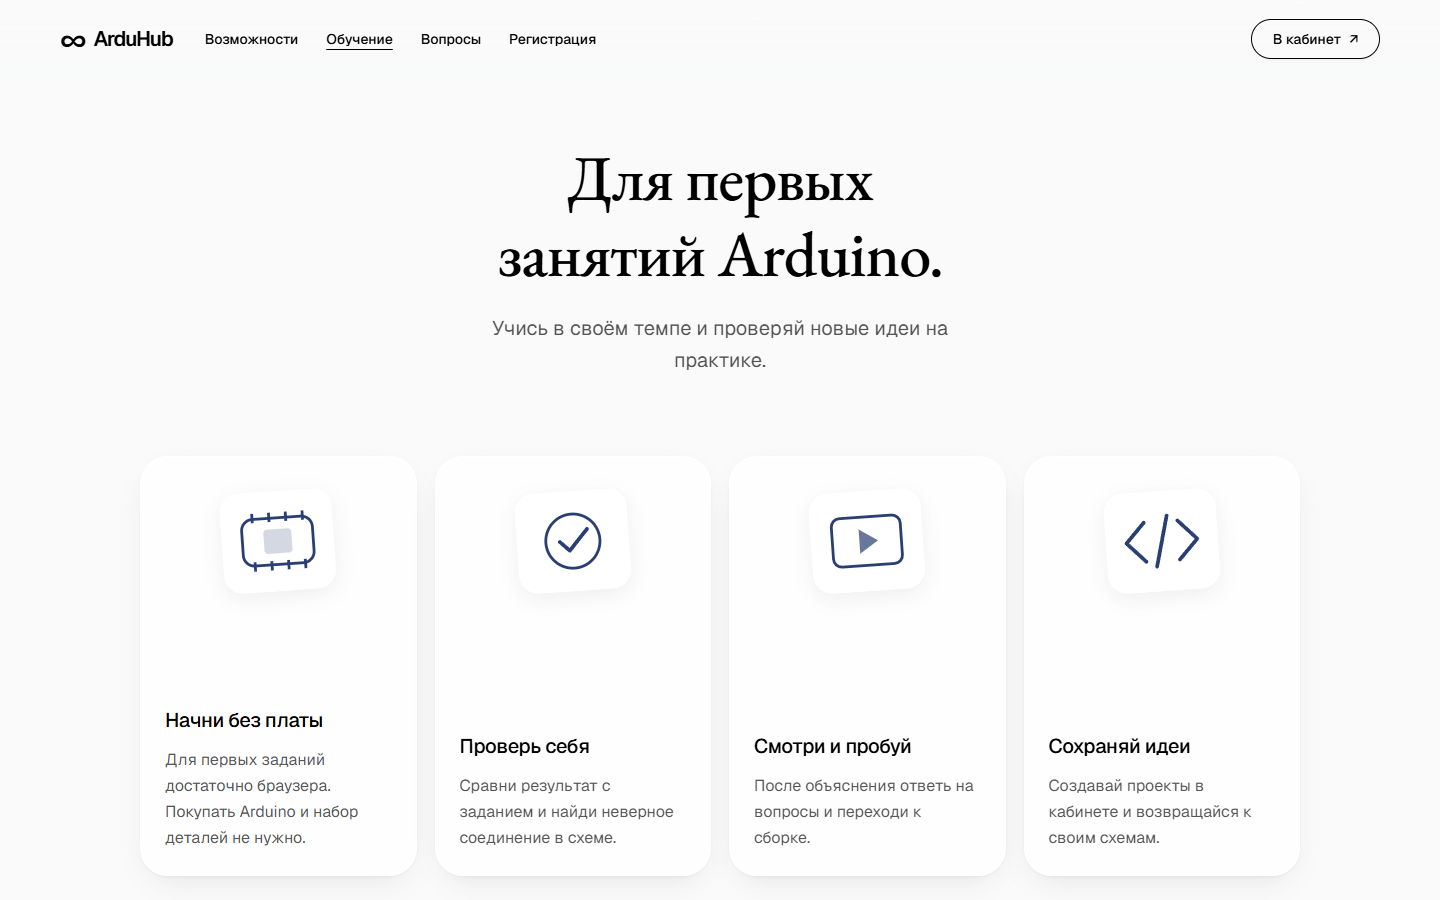 ArduHub
Возможности
Обучение
Вопросы
Регистрация
В кабинет
Для первых
занятий Arduino.
Учись в своём темпе и проверяй новые идеи на
практике.
Начни без платы
Для первых заданий
достаточно браузера.
Покупать Arduino и набор
деталей не нужно.
Проверь себя
Сравни результат с
заданием и найди неверное
соединение в схеме.
Смотри и пробуй
После объяснения ответь на
вопросы и переходи к
сборке.
Сохраняй идеи
Создавай проекты в
кабинете и возвращайся к
своим схемам.